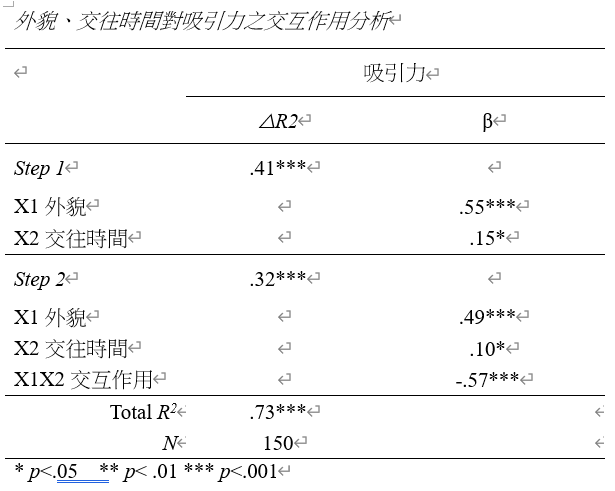 外貌、交往時間對吸引力之交互作用分析
吸引力
△R2 β
Step 1 .41***
X1 外貌 .55***
X2 交往時間 .15*
Step 2 .32***
X1 外貌 .49***
X2 交往時間 .10*
X1X2 交互作用 -.57***
Total R² .73***
N 150
* p<.05 ** p< .01 *** p<.001